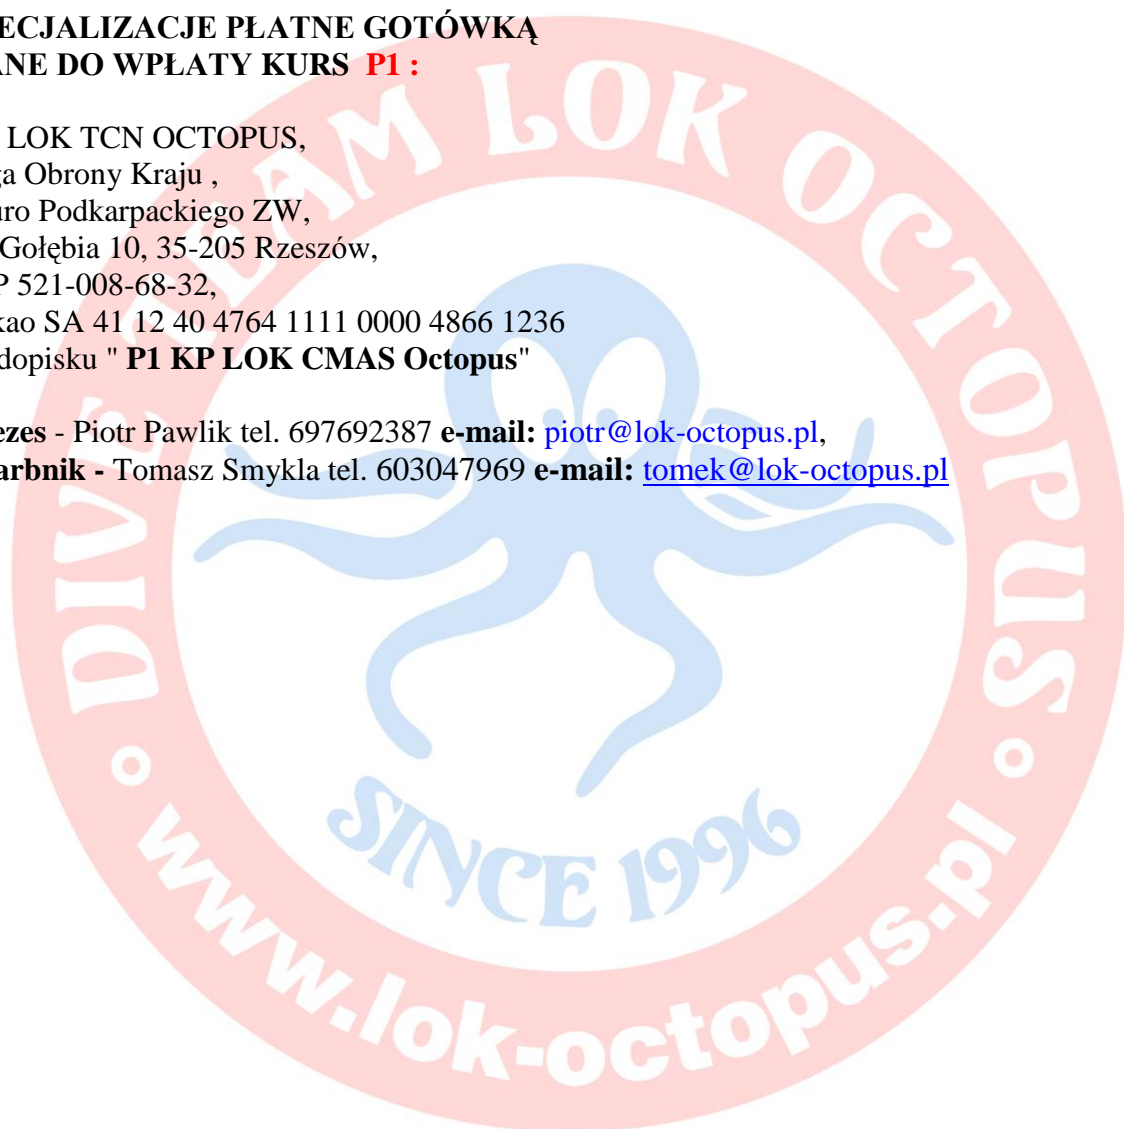 ECJALIZACJE PŁATNE GOTÓWKĄ
ANE DO WPŁATY KURS P1 :
LOK TCN OCTOPUS,
ga Obrony Kraju ,
uro Podkarpackiego ZW,
Gołębia 10, 35-205 Rzeszów,
P 521-008-68-32,
kao SA 41 12 40 4764 1111 0000 4866 1236
dopisku " P1 KP LOK CMAS Octopus"
ezes - Piotr Pawlik tel. 697692387 e-mail: piotr@lok-octopus.pl,
arbnik - Tomasz Smykla tel. 603047969 e-mail: tomek@lok-octopus.pl
DIVE TEAM LOK OCTOPUS
SINCE 1996
www.lok-octopus.pl